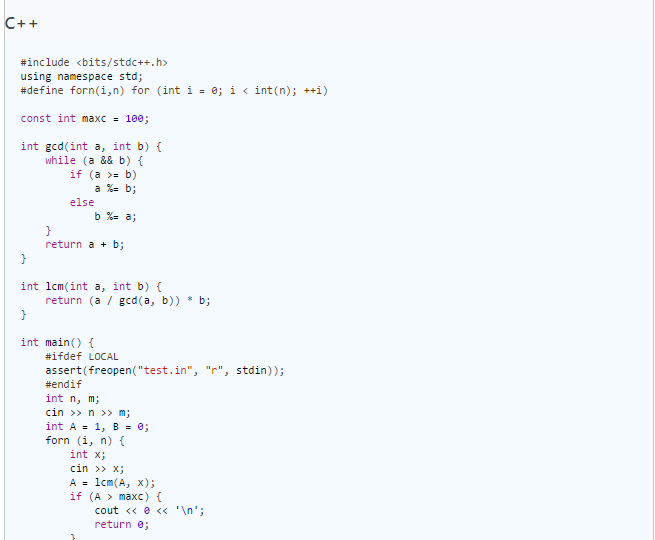 C++
#include <bits/stdc++.h>
using namespace std;
#define forn(i,n) for (int i = 0; i < int(n); ++i)
const int maxc = 100;
int gcd(int a, int b) {
    while (a && b) {
        if (a >= b)
            a %= b;
        else
            b %= a;
    }
    return a + b;
}
int lcm(int a, int b) {
    return (a / gcd(a, b)) * b;
}
int main() {
    #ifdef LOCAL
    assert(freopen("test.in", "r", stdin));
    #endif
    int n, m;
    cin >> n >> m;
    int A = 1, B = 0;
    forn (i, n) {
        int x;
        cin >> x;
        A = lcm(A, x);
        if (A > maxc) {
            cout << 0 << '\n';
            return 0;
        }